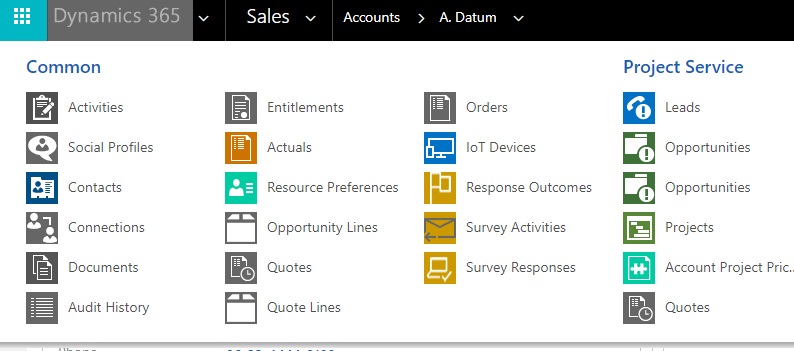 Dynamics 365 Sales Accounts A. Datum
Common Project Service
Activities Entitlements Orders Leads
Social Profiles Actuals IoT Devices Opportunities
Contacts Resource Preferences Response Outcomes Opportunities
Connections Opportunity Lines Survey Activities Projects
Documents Quotes Survey Responses Account Project Pric...
Audit History Quote Lines Quotes